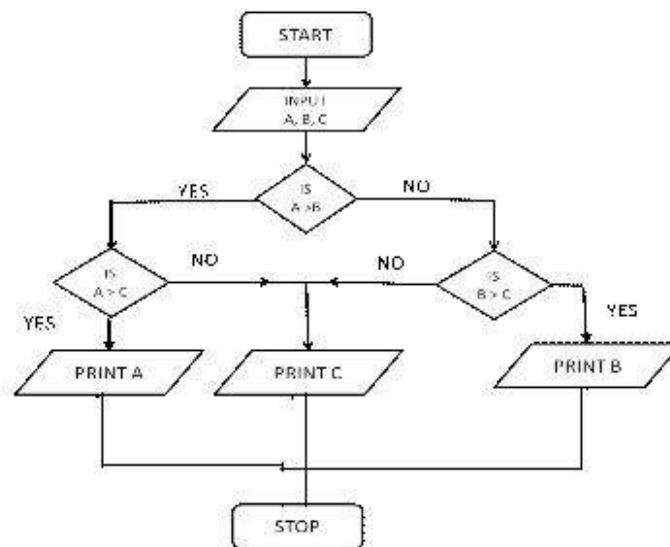 START
INPUT
A, B, C
IS
A >B
YES
NO
IS
A > C
NO
NO
IS
B > C
YES
YES
PRINT A
PRINT C
PRINT B
STOP